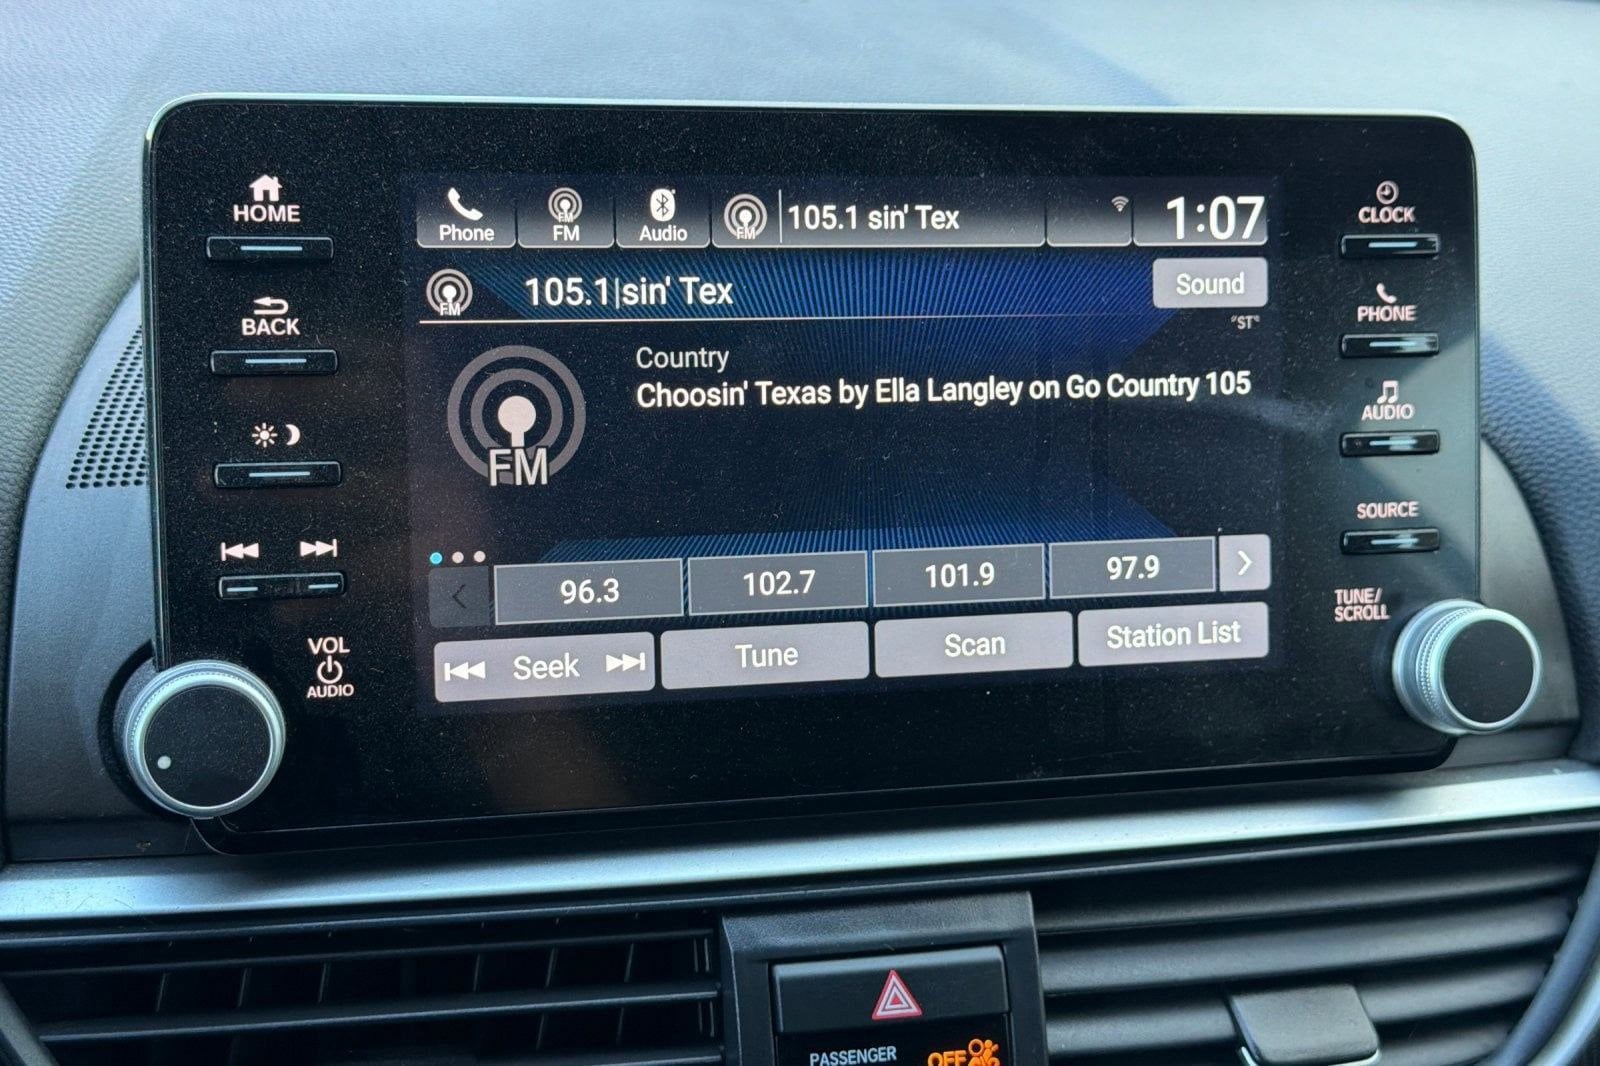 HOME
BACK
VOL
AUDIO
Phone
FM
FM
Audio
FM
105.1 sin' Tex
1:07
FM
105.1|sin' Tex
Sound
"ST"
FM
Country
Choosin' Texas by Ella Langley on Go Country 105
96.3
102.7
101.9
97.9
Seek
Tune
Scan
Station List
CLOCK
PHONE
AUDIO
SOURCE
TUNE/
SCROLL
PASSENGER
OFF